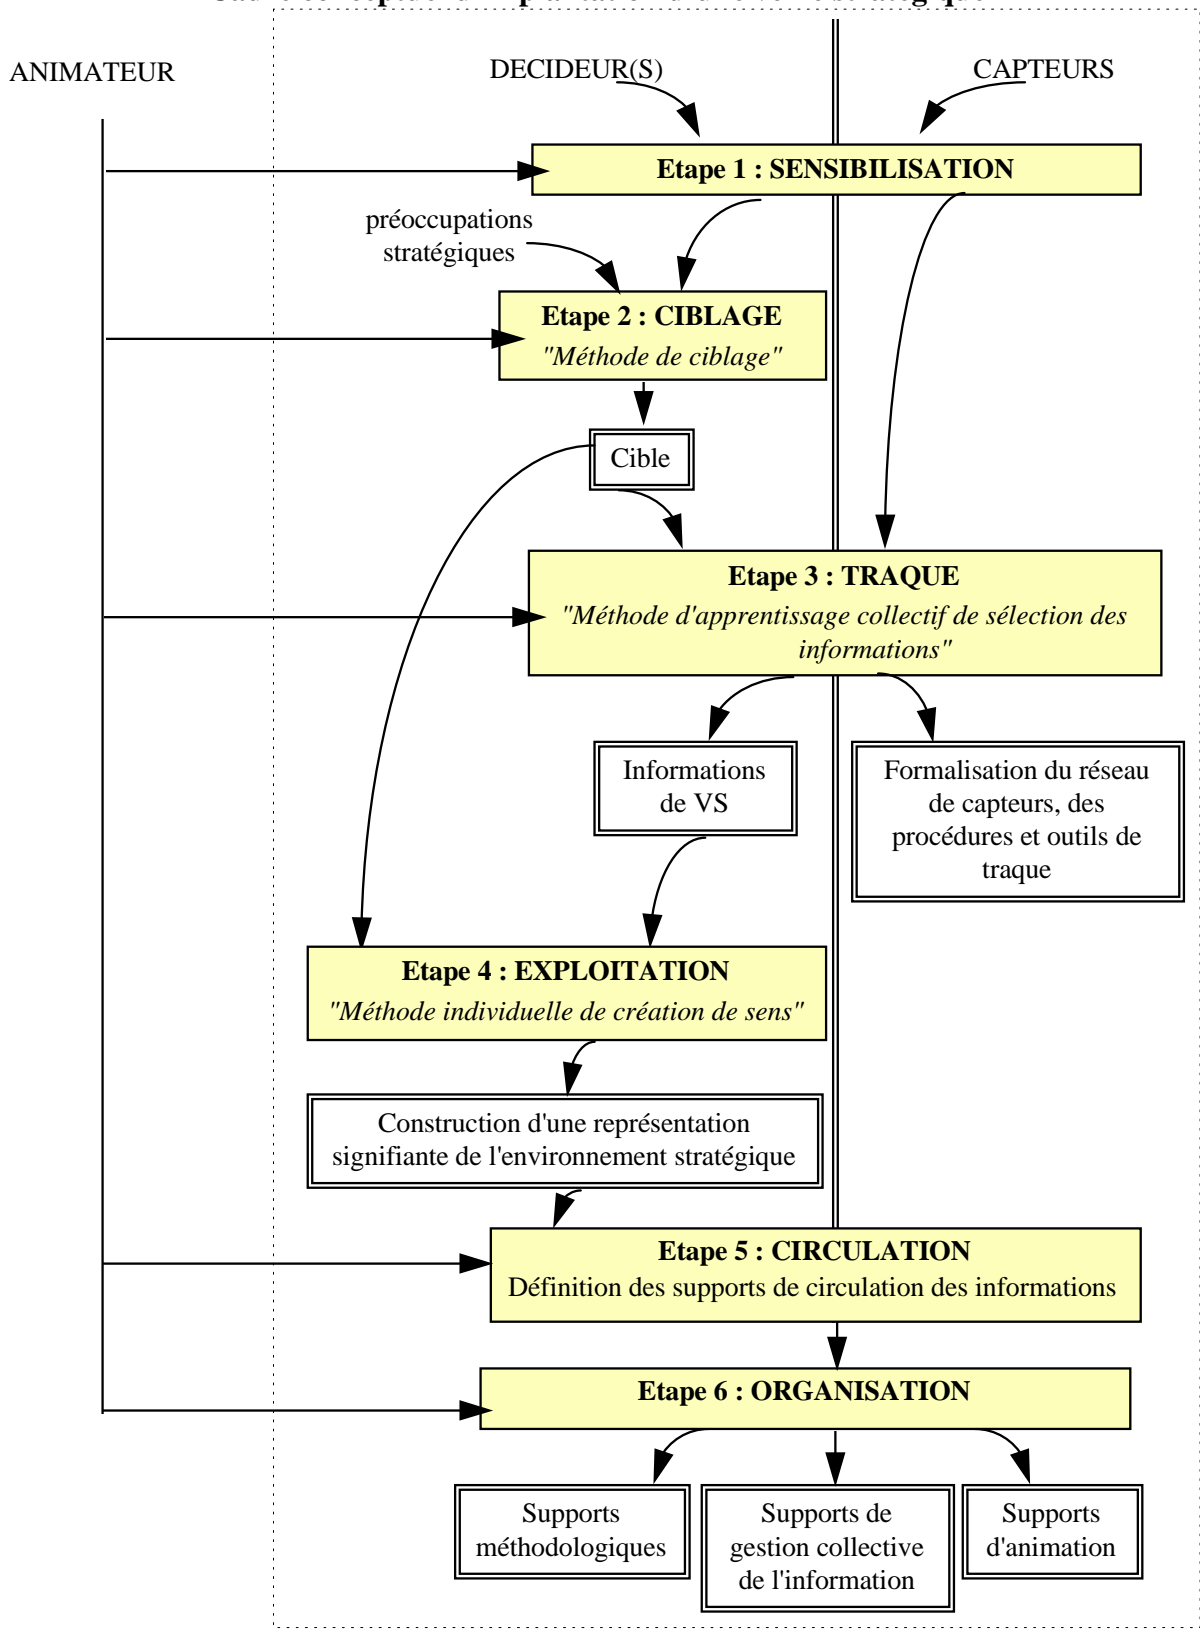 ANIMATEUR
DECIDEUR(S)
CAPTEURS
Etape 1 : SENSIBILISATION
préoccupations
stratégiques
Etape 2 : CIBLAGE
"Méthode de ciblage"
Cible
Etape 3 : TRAQUE
"Méthode d'apprentissage collectif de sélection des
informations"
Informations
de VS
Formalisation du réseau
de capteurs, des
procédures et outils de
traque
Etape 4 : EXPLOITATION
"Méthode individuelle de création de sens"
Construction d'une représentation
signifiante de l'environnement stratégique
Etape 5 : CIRCULATION
Définition des supports de circulation des informations
Etape 6 : ORGANISATION
Supports
méthodologiques
Supports de
gestion collective
de l'information
Supports
d'animation